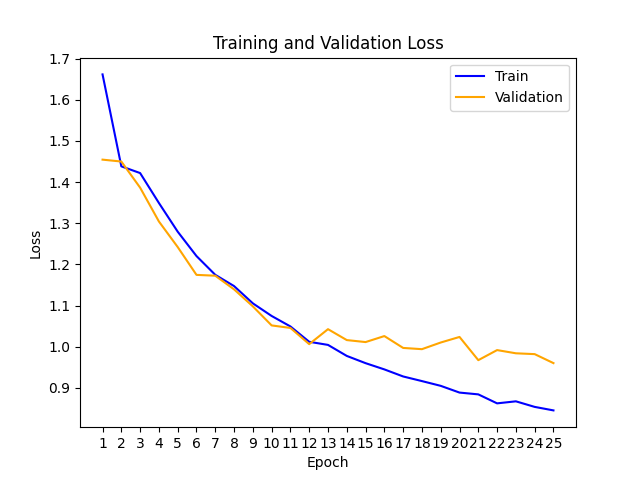 Training and Validation Loss
Train
Validation
1.7
1.6
1.5
1.4
1.3
1.2
1.1
1.0
0.9
Loss
1 2 3 4 5 6 7 8 9 10 11 12 13 14 15 16 17 18 19 20 21 22 23 24 25
Epoch